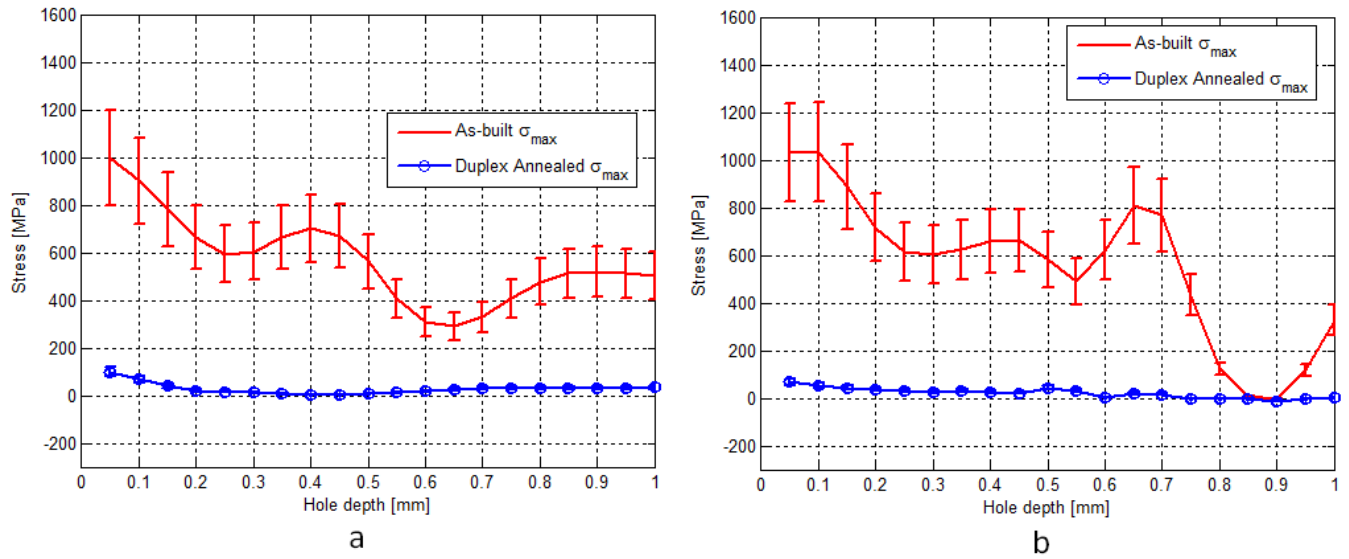 1600
1400
1200
1000
800
600
400
200
0
-200
Stress [MPa]
As-built σmax
Duplex Annealed σmax
0 0.1 0.2 0.3 0.4 0.5 0.6 0.7 0.8 0.9 1
Hole depth [mm]
a
1600
1400
1200
1000
800
600
400
200
0
-200
Stress [MPa]
As-built σmax
Duplex Annealed σmax
0 0.1 0.2 0.3 0.4 0.5 0.6 0.7 0.8 0.9 1
Hole depth [mm]
b